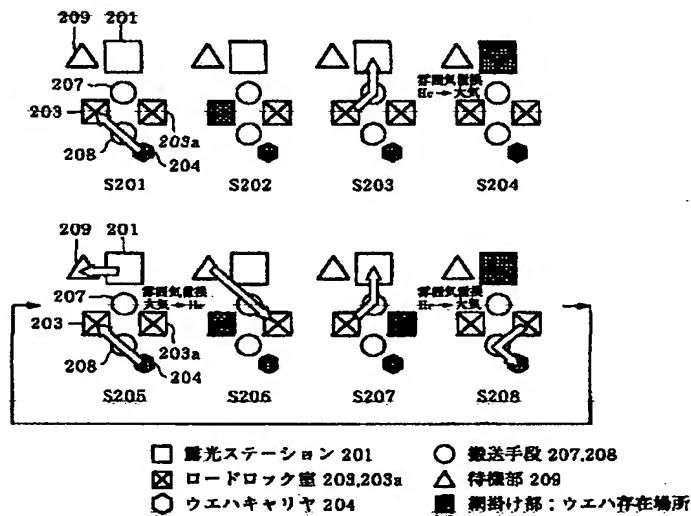 209 201
207
203
203a
208 204
S201 S202 S203 S204
雰囲気置換
He→大気
209 201
207
雰囲気置換
大気→He
雰囲気置換
He→大気
203
203a
208 204
S205 S206 S207 S208
露光ステーション 201
搬送手段 207,208
ロードロック室 203,203a
待機部 209
ウエハキャリヤ 204
網掛け部:ウエハ存在場所